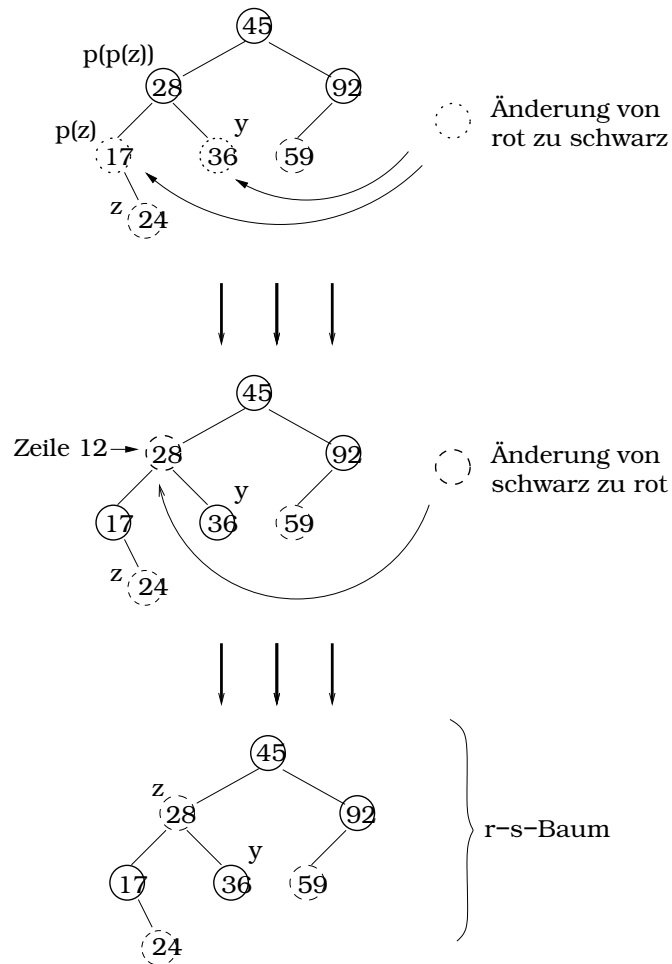 45
p(p(z))
28
92
p(z)
y
17
36
59
z
24
Änderung von
rot zu schwarz
45
Zeile 12
28
92
y
17
36
59
z
24
Änderung von
schwarz zu rot
45
z
28
92
y
17
36
59
24
r-s-Baum